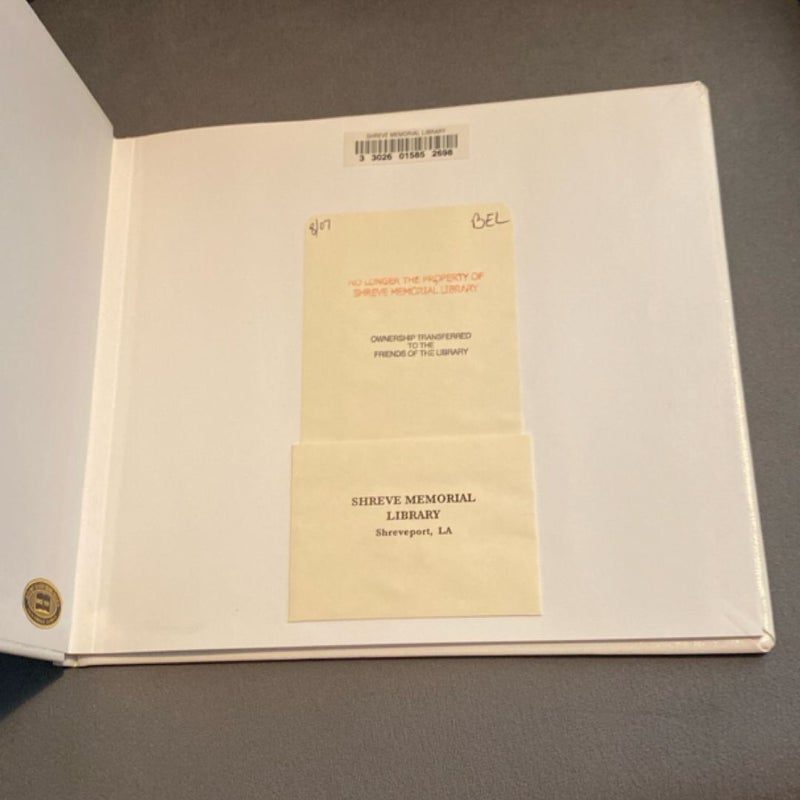 SHREVE MEMORIAL LIBRARY
3 3026 01585 2698
8/07 BEL
NO LONGER THE PROPERTY OF
SHREVE MEMORIAL LIBRARY
OWNERSHIP TRANSFERRED
TO THE
FRIENDS OF THE LIBRARY
SHREVE MEMORIAL
LIBRARY
Shreveport, LA